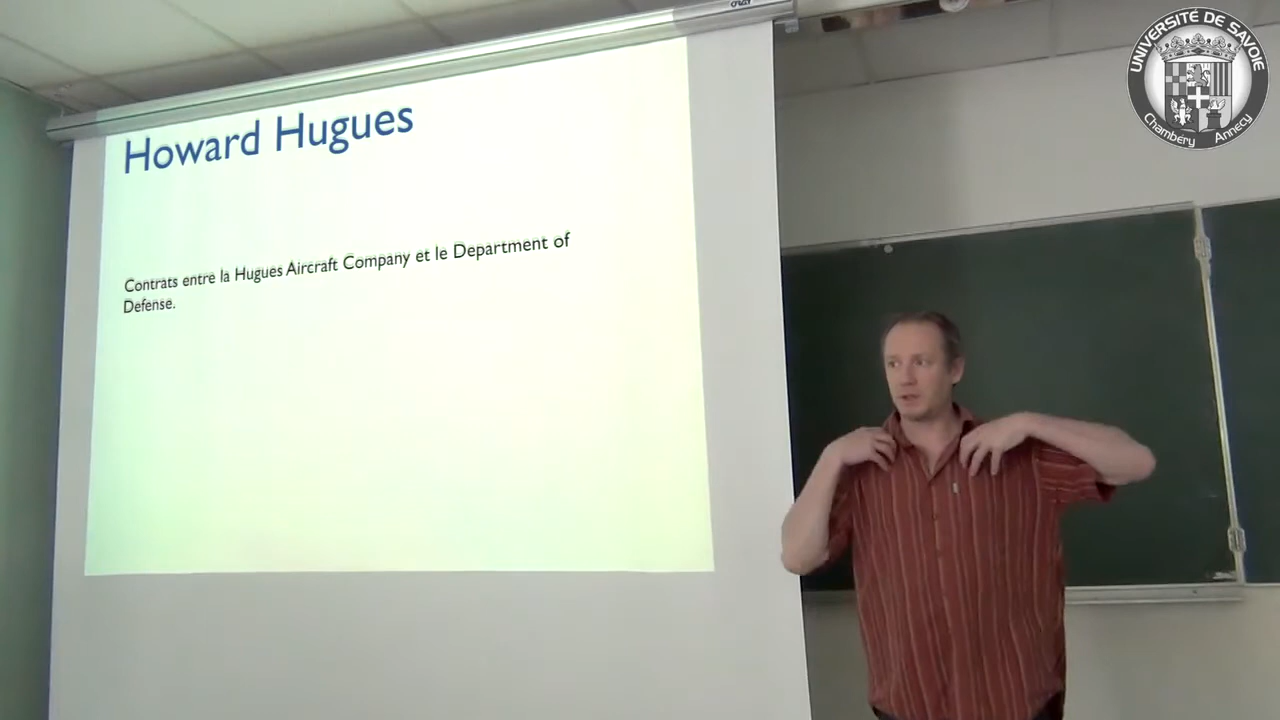 Howard Hugues
Contrats entre la Hugues Aircraft Company et le Department of
Defense.
UNIVERSITÉ DE SAVOIE
Chambéry Annecy